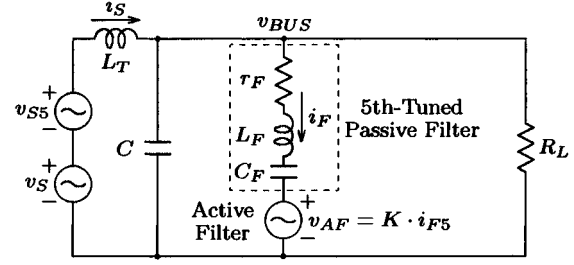 i_S
v_BUS
L_T
r_F
+
i_F
5th-Tuned
Passive Filter
v_S5
−
L_F
C
+
C_F
R_L
v_S
−
Active
Filter
+
v_AF = K · i_F5
−